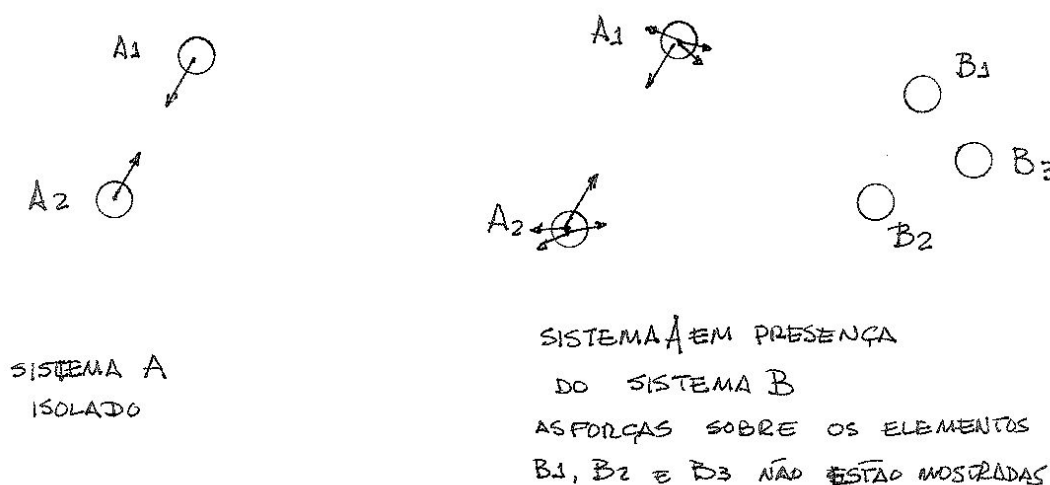 A1
A2
SISTEMA A
ISOLADO
A1
A2
B1
B3
B2
SISTEMA A EM PRESENÇA
DO SISTEMA B
AS FORÇAS SOBRE OS ELEMENTOS
B1, B2 E B3 NÃO ESTÃO MOSTRADAS